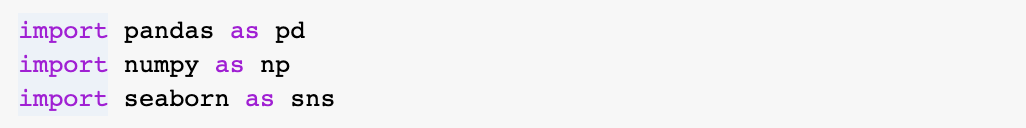 import pandas as pd
import numpy as np
import seaborn as sns